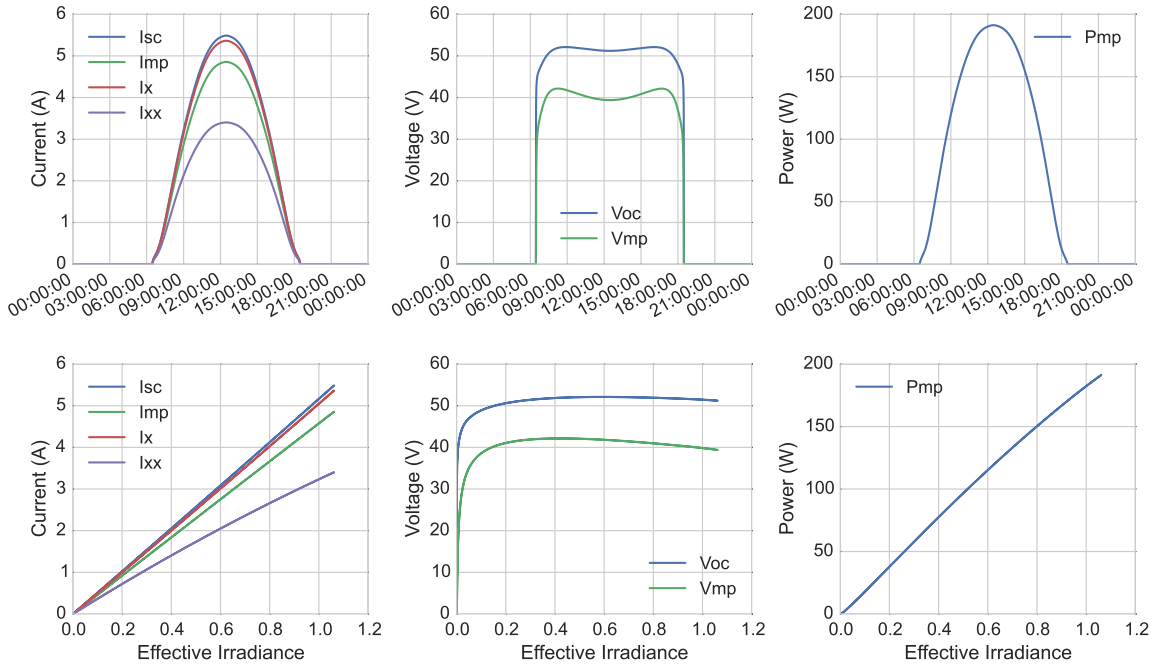 Current (A)
6
5
4
3
2
1
0
Isc
Imp
Ix
Ixx
00:00:00
03:00:00
06:00:00
09:00:00
12:00:00
15:00:00
18:00:00
21:00:00
00:00:00
Voltage (V)
60
50
40
30
20
10
0
Voc
Vmp
00:00:00
03:00:00
06:00:00
09:00:00
12:00:00
15:00:00
18:00:00
21:00:00
00:00:00
Power (W)
200
150
100
50
0
Pmp
00:00:00
03:00:00
06:00:00
09:00:00
12:00:00
15:00:00
18:00:00
21:00:00
00:00:00
Current (A)
6
5
4
3
2
1
0
Isc
Imp
Ix
Ixx
0.0 0.2 0.4 0.6 0.8 1.0 1.2
Effective Irradiance
Voltage (V)
60
50
40
30
20
10
0
Voc
Vmp
0.0 0.2 0.4 0.6 0.8 1.0 1.2
Effective Irradiance
Power (W)
200
150
100
50
0
Pmp
0.0 0.2 0.4 0.6 0.8 1.0 1.2
Effective Irradiance